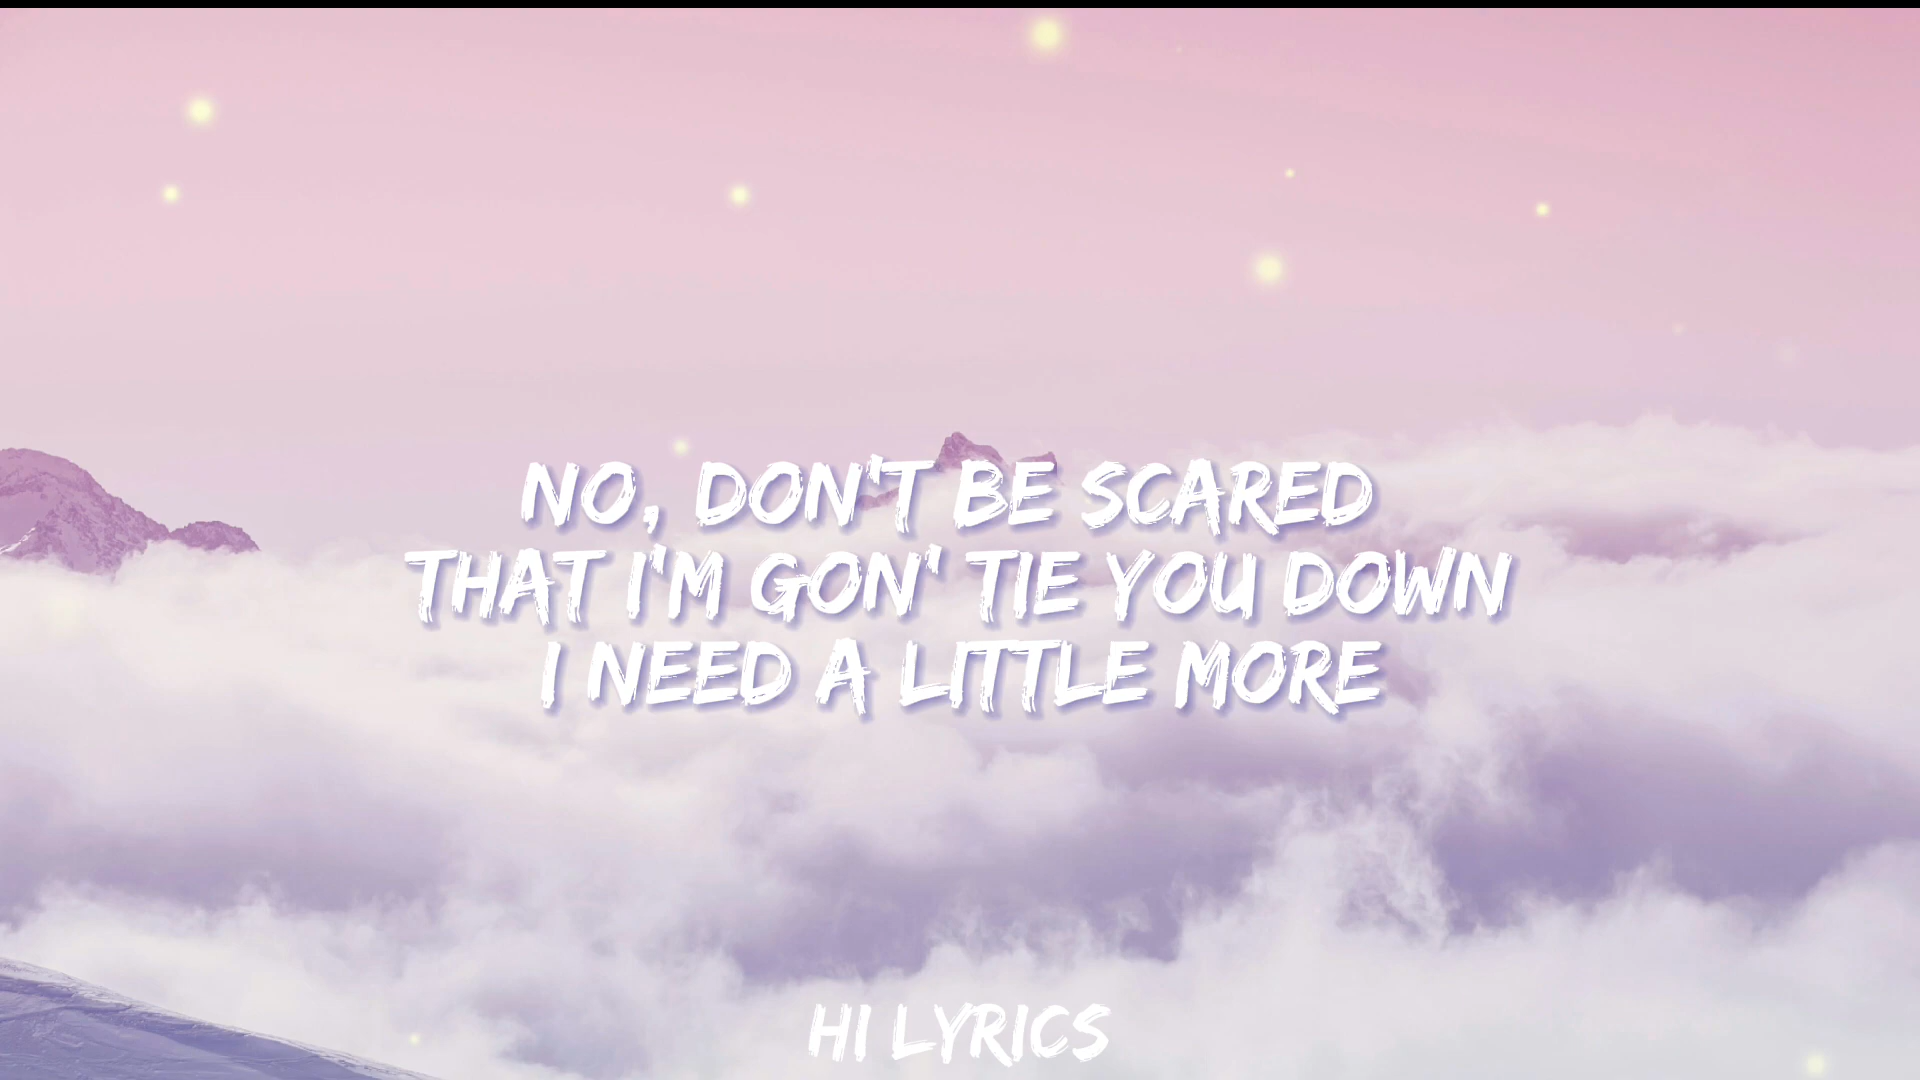 NO, DON'T BE SCARED
THAT I'M GON' TIE YOU DOWN
I NEED A LITTLE MORE
HI LYRICS